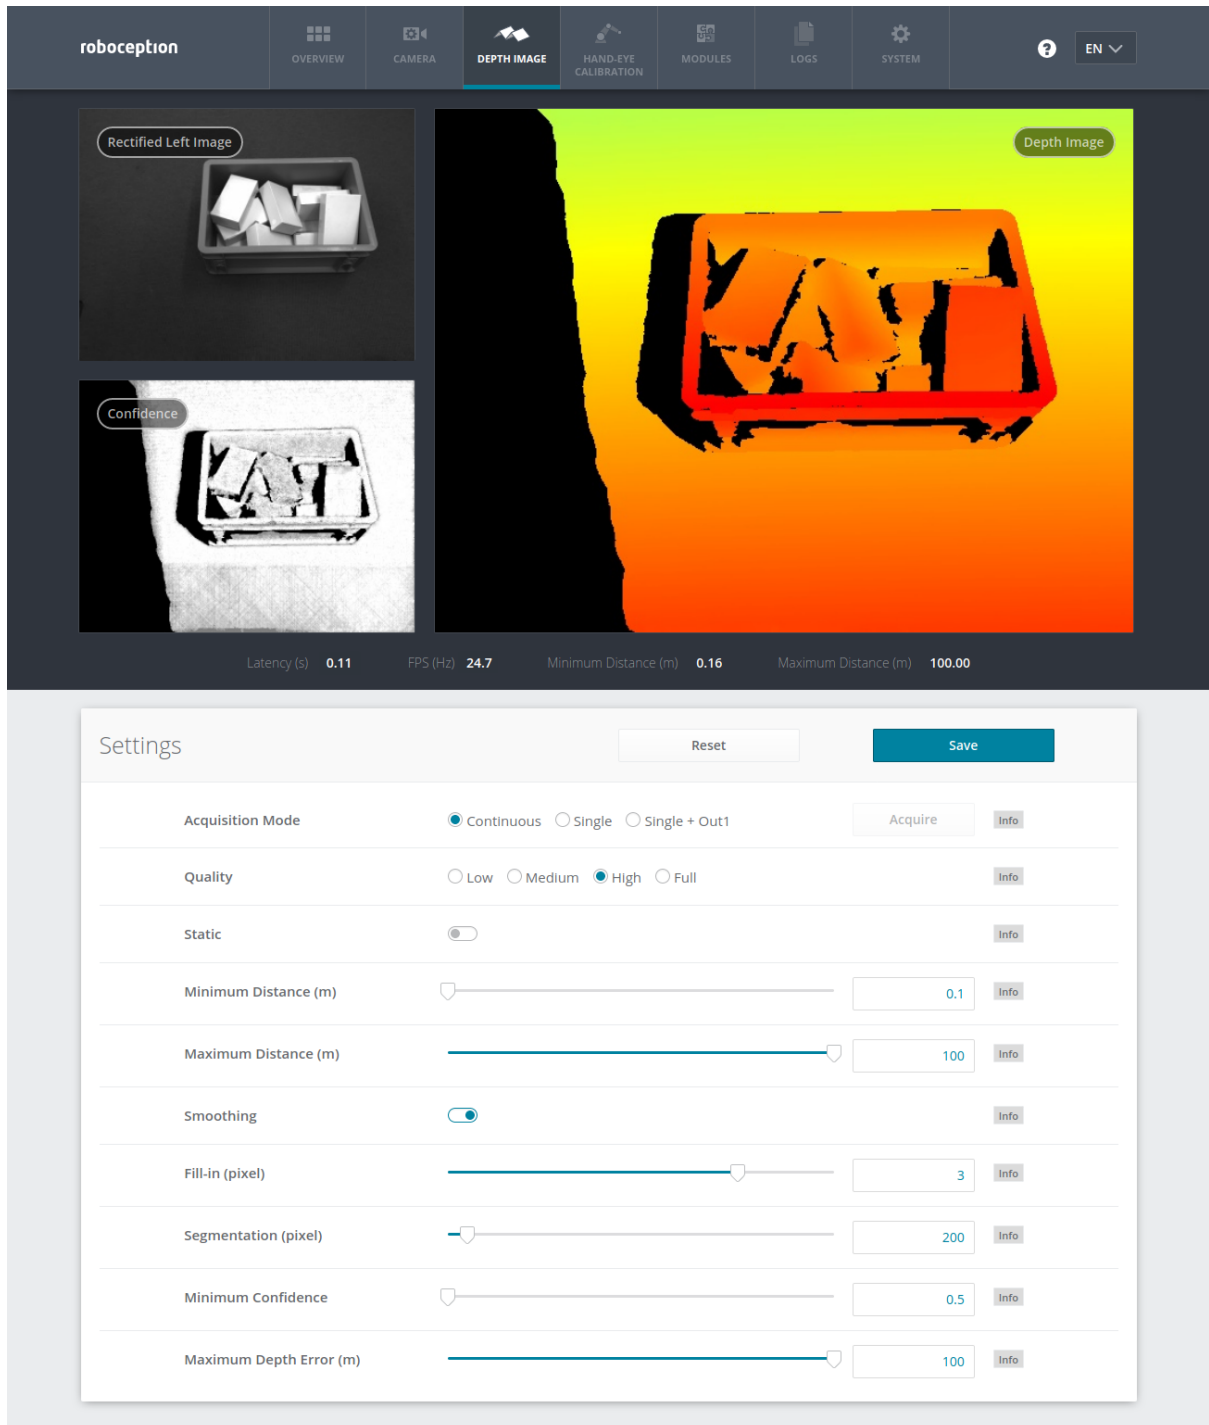 roboception
OVERVIEW
CAMERA
DEPTH IMAGE
HAND-EYE
CALIBRATION
MODULES
LOGS
SYSTEM
?
EN
Rectified Left Image
Depth Image
Confidence
Latency (s) 0.11 FPS (Hz) 24.7 Minimum Distance (m) 0.16 Maximum Distance (m) 100.00
Settings Reset Save
Acquisition Mode Continuous Single Single + Out1 Acquire Info
Quality Low Medium High Full Info
Static Info
Minimum Distance (m) 0.1 Info
Maximum Distance (m) 100 Info
Smoothing Info
Fill-in (pixel) 3 Info
Segmentation (pixel) 200 Info
Minimum Confidence 0.5 Info
Maximum Depth Error (m) 100 Info